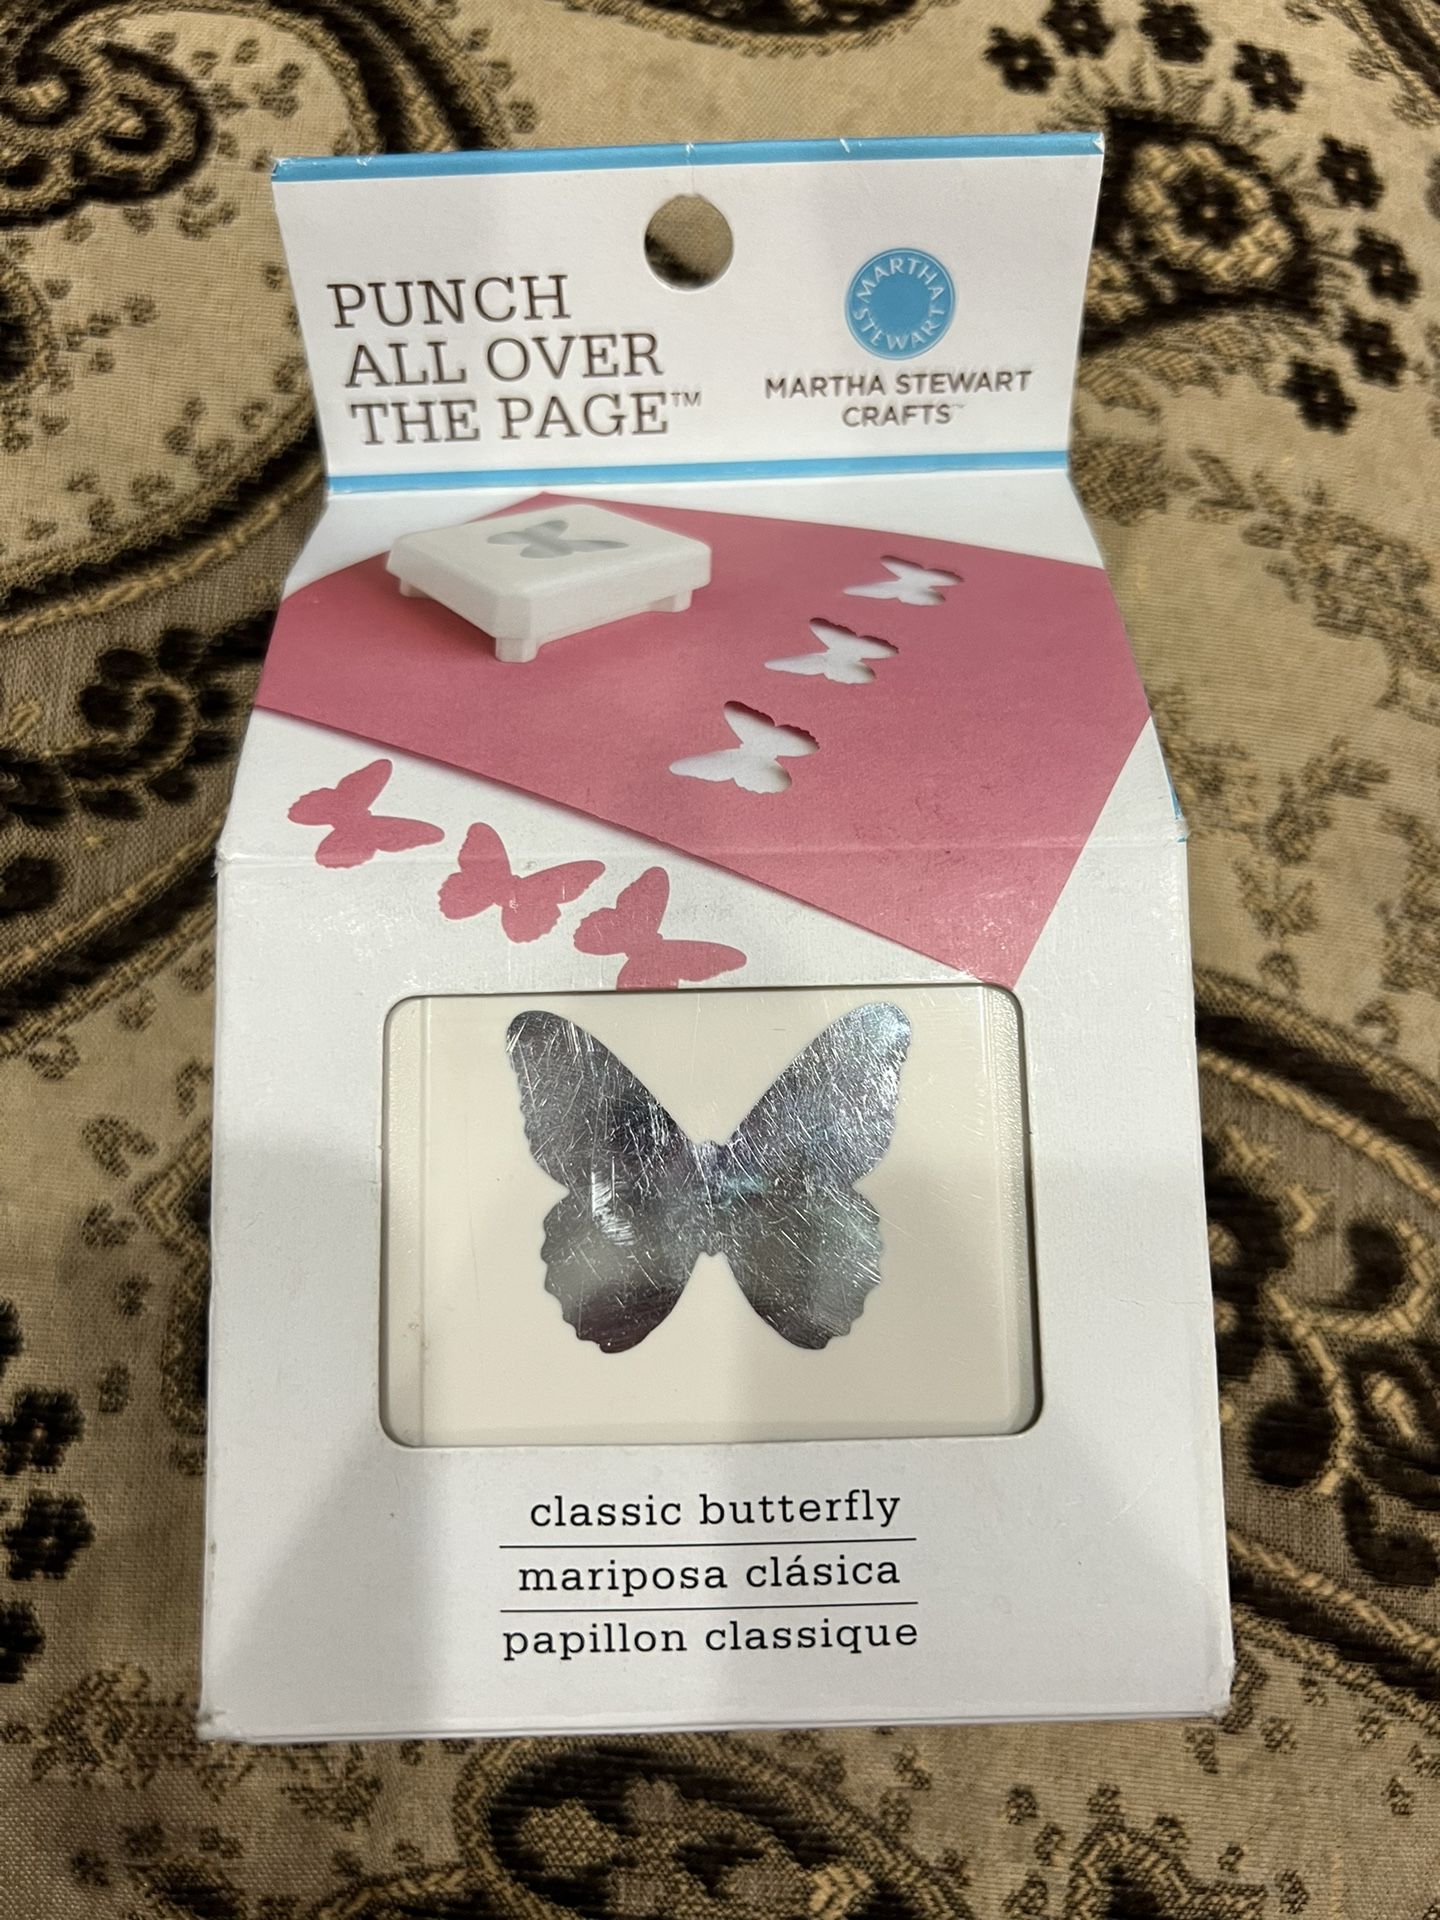 PUNCH
ALL OVER
THE PAGE™
MARTHA
STEWART
MARTHA STEWART
CRAFTS™
classic butterfly
mariposa clásica
papillon classique